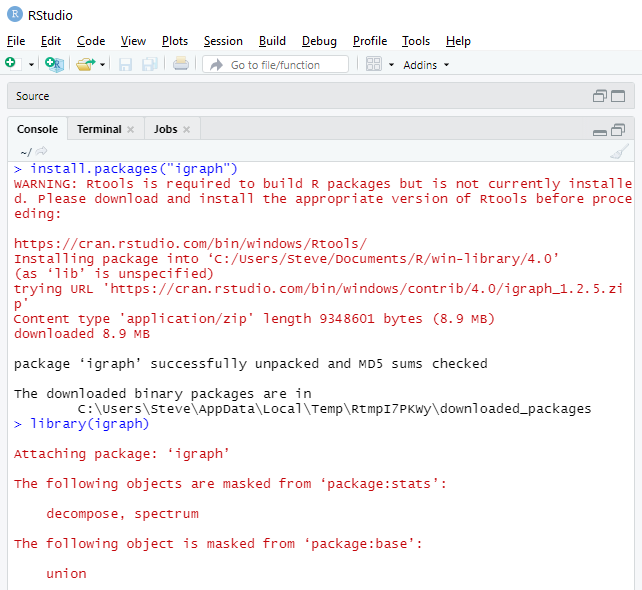 RStudio
File Edit Code View Plots Session Build Debug Profile Tools Help
Go to file/function Addins
Source
Console Terminal Jobs
~/
> install.packages("igraph")
WARNING: Rtools is required to build R packages but is not currently installe
d. Please download and install the appropriate version of Rtools before proce
eding:
https://cran.rstudio.com/bin/windows/Rtools/
Installing package into ‘C:/Users/Steve/Documents/R/win-library/4.0’
(as ‘lib’ is unspecified)
trying URL 'https://cran.rstudio.com/bin/windows/contrib/4.0/igraph_1.2.5.zi
p'
Content type 'application/zip' length 9348601 bytes (8.9 MB)
downloaded 8.9 MB
package ‘igraph’ successfully unpacked and MD5 sums checked
The downloaded binary packages are in
C:\Users\Steve\AppData\Local\Temp\RtmpI7PKWy\downloaded_packages
> library(igraph)
Attaching package: ‘igraph’
The following objects are masked from ‘package:stats’:
decompose, spectrum
The following object is masked from ‘package:base’:
union